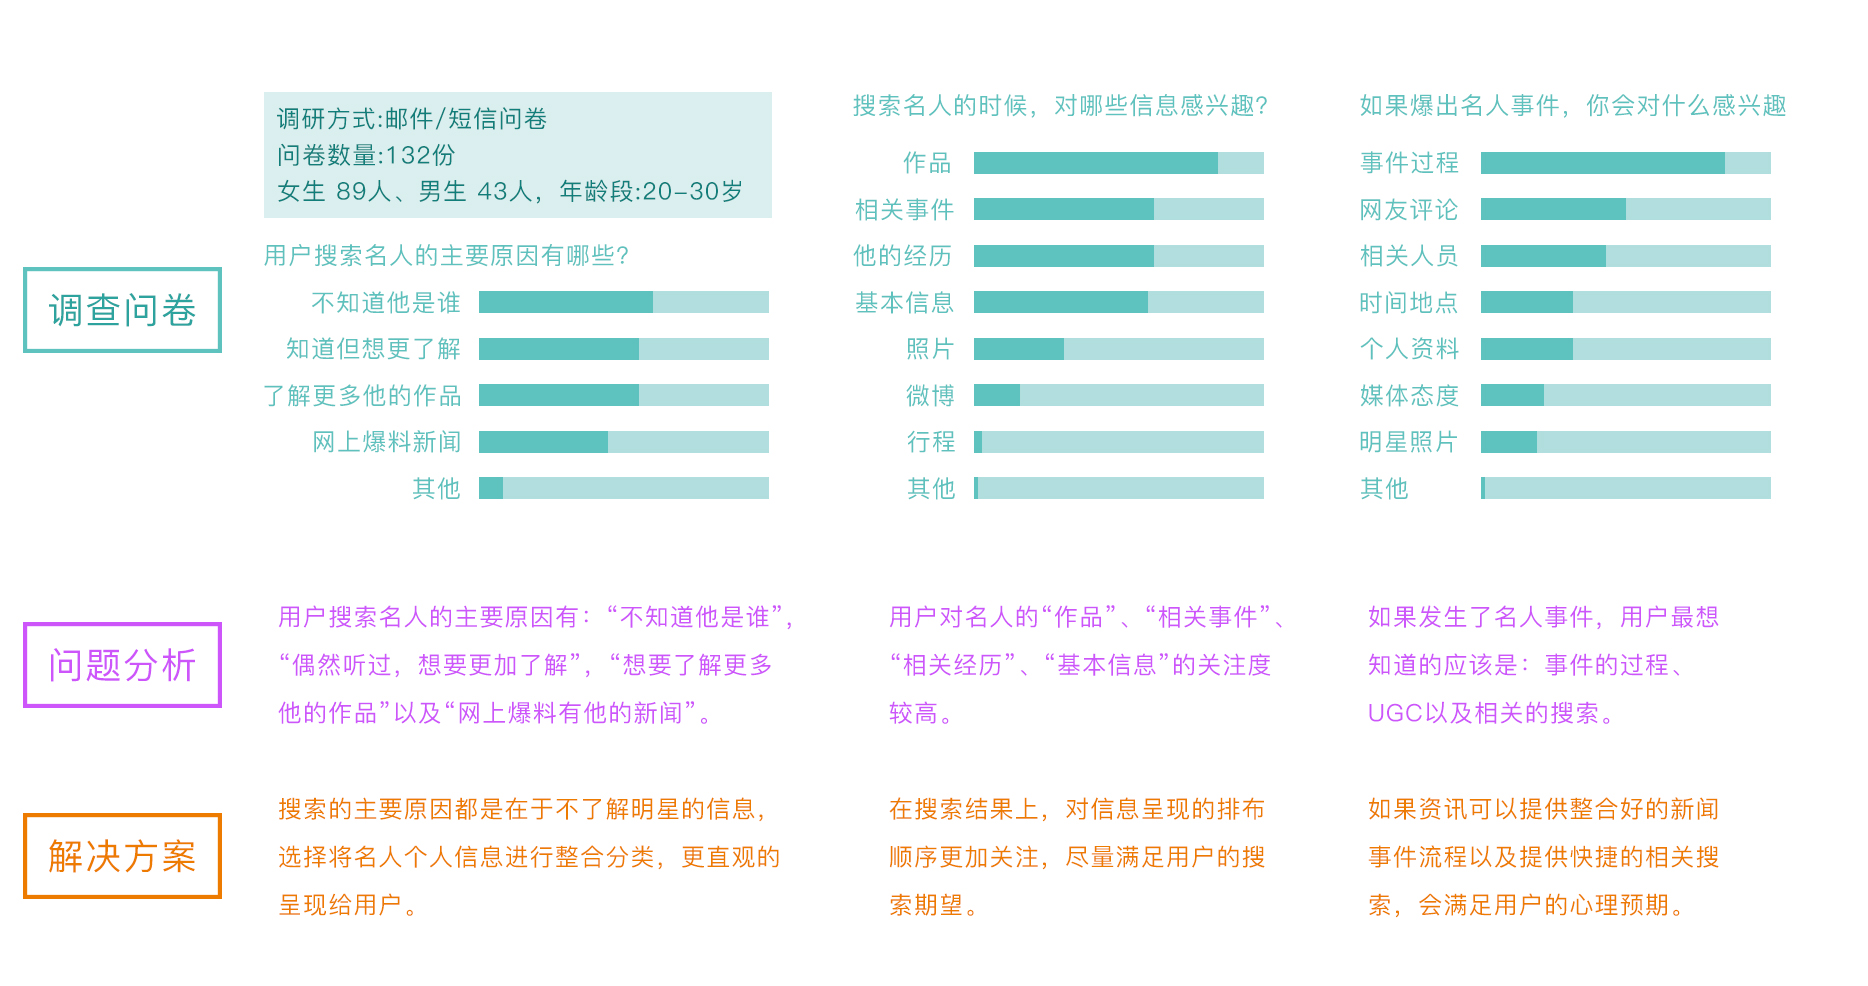 调查问卷
调研方式:邮件/短信问卷
问卷数量:132份
女生 89人、男生 43人，年龄段:20-30岁
用户搜索名人的主要原因有哪些?
不知道他是谁
知道但想更了解
了解更多他的作品
网上爆料新闻
其他
搜索名人的时候，对哪些信息感兴趣?
作品
相关事件
他的经历
基本信息
照片
微博
行程
其他
如果爆出名人事件，你会对什么感兴趣
事件过程
网友评论
相关人员
时间地点
个人资料
媒体态度
明星照片
其他
问题分析
用户搜索名人的主要原因有：“不知道他是谁”，
“偶然听过，想要更加了解”，“想要了解更多
他的作品”以及“网上爆料有他的新闻”。
用户对名人的“作品”、“相关事件”、
“相关经历”、“基本信息”的关注度
较高。
如果发生了名人事件，用户最想
知道的应该是：事件的过程、
UGC以及相关的搜索。
解决方案
搜索的主要原因都是在于不了解明星的信息，
选择将名人个人信息进行整合分类，更直观的
呈现给用户。
在搜索结果上，对信息呈现的排布
顺序更加关注，尽量满足用户的搜
索期望。
如果资讯可以提供整合好的新闻
事件流程以及提供快捷的相关搜
索，会满足用户的心理预期。